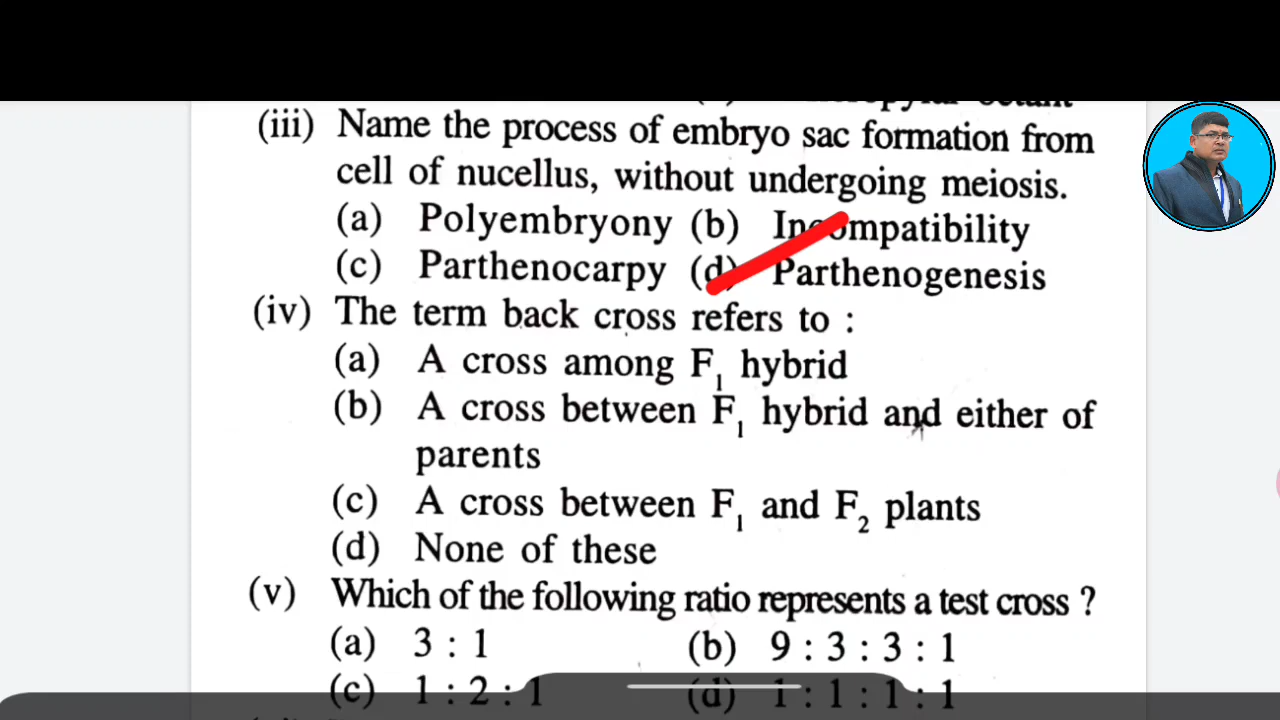 (iii) Name the process of embryo sac formation from
cell of nucellus, without undergoing meiosis.
(a) Polyembryony (b) Incompatibility
(c) Parthenocarpy (d) Parthenogenesis
(iv) The term back cross refers to :
(a) A cross among F₁ hybrid
(b) A cross between F₁ hybrid and either of
parents
(c) A cross between F₁ and F₂ plants
(d) None of these
(v) Which of the following ratio represents a test cross ?
(a) 3 : 1 (b) 9 : 3 : 3 : 1
(c) 1 : 2 : 1 (d) 1 : 1 : 1 : 1